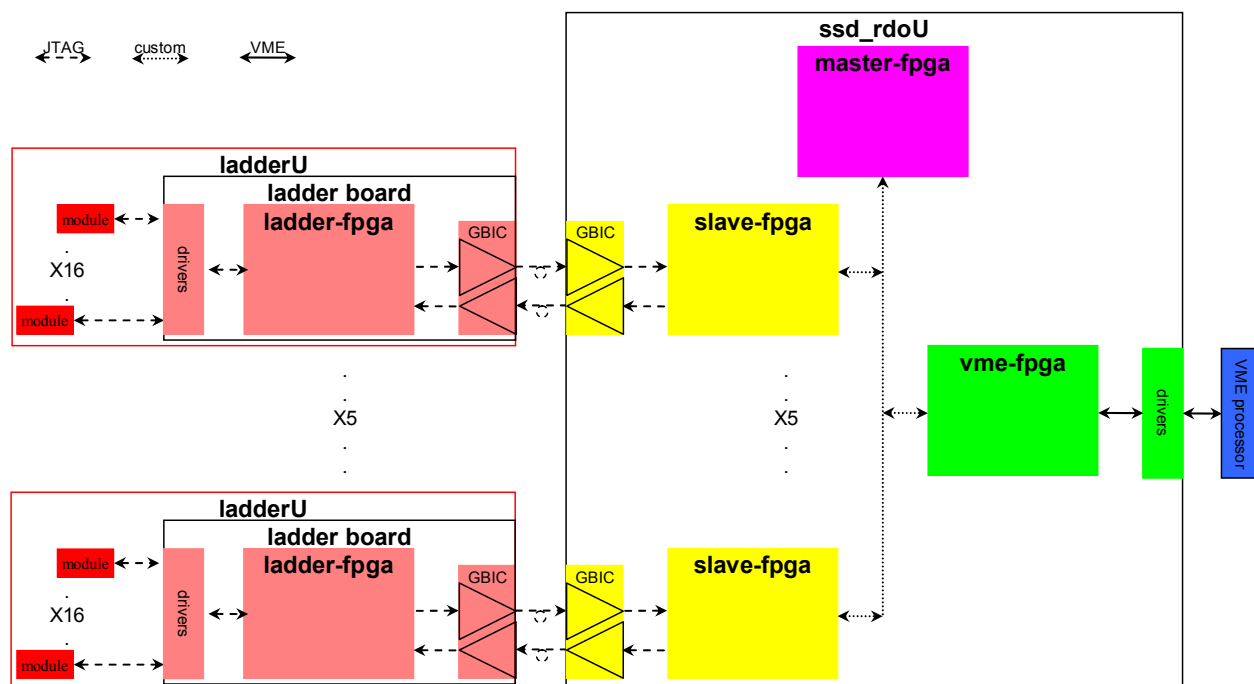 JTAG
custom
VME
ssd_rdoU
master-fpga
ladderU
ladder board
ladder-fpga
module
.
X16
.
module
drivers
GBIC
GBIC
slave-fpga
.
.
X5
.
.
.
.
X5
.
.
vme-fpga
drivers
VME processor
ladderU
ladder board
ladder-fpga
module
.
X16
.
module
drivers
GBIC
GBIC
slave-fpga